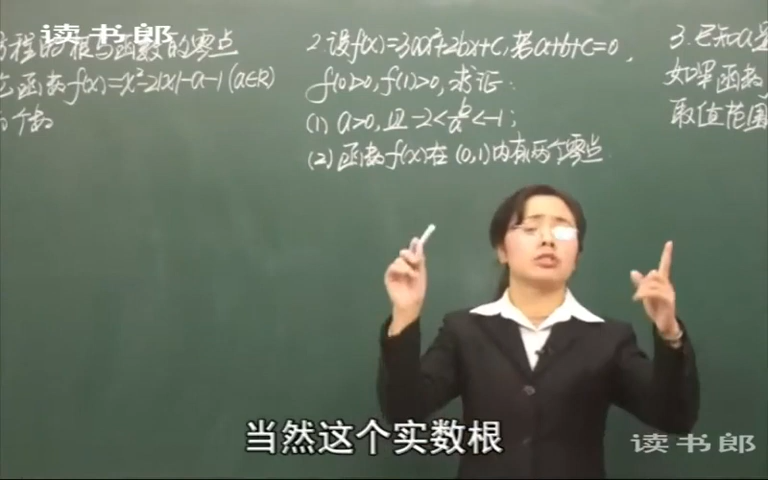 读书郎
方程的根与函数的零点
函数f(x)=x²-2|x|-a-1(a∈R)
个数
2.设f(x)=3ax²+2bx+c,若a+b+c=0,
f(0)>0,f(1)>0,求证:
(1) a>0,且-2<b/a<-1;
(2)函数f(x)在(0,1)内有两个零点
3.已知a是
如果函数
取值范围
当然这个实数根
读书郎